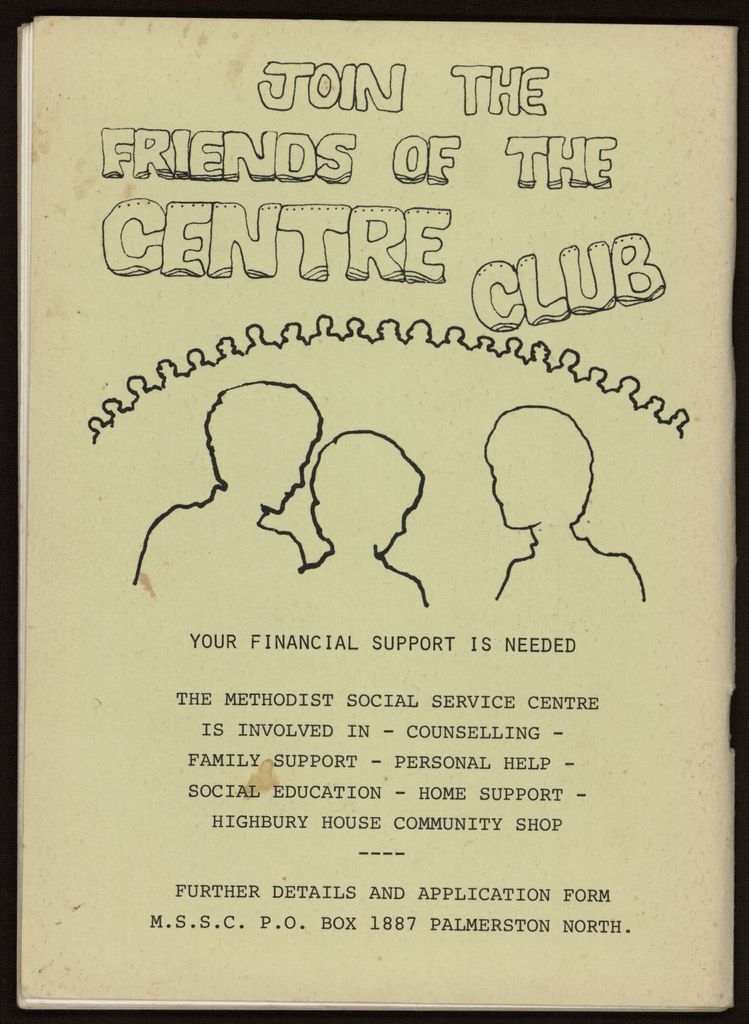 JOIN THE
FRIENDS OF THE
CENTRE CLUB
YOUR FINANCIAL SUPPORT IS NEEDED
THE METHODIST SOCIAL SERVICE CENTRE
IS INVOLVED IN - COUNSELLING -
FAMILY SUPPORT - PERSONAL HELP -
SOCIAL EDUCATION - HOME SUPPORT -
HIGHBURY HOUSE COMMUNITY SHOP
----
FURTHER DETAILS AND APPLICATION FORM
M.S.S.C. P.O. BOX 1887 PALMERSTON NORTH.